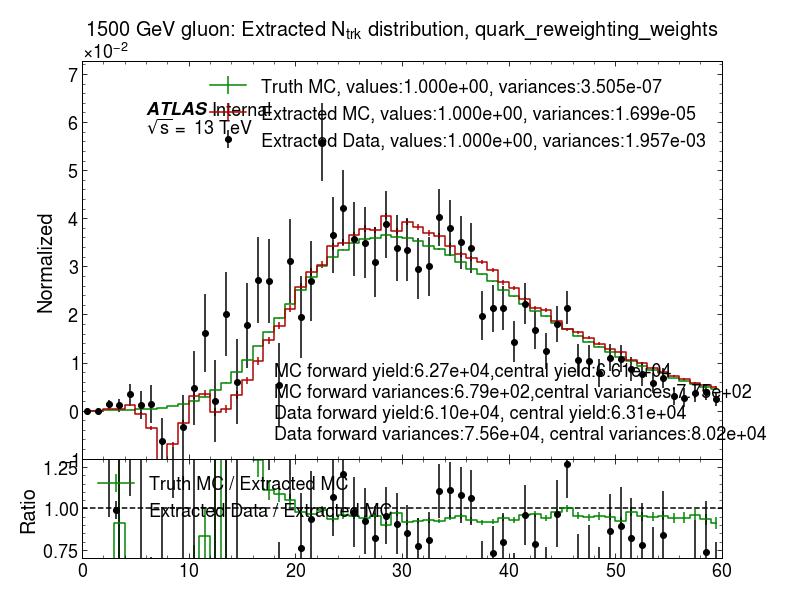 1500 GeV gluon: Extracted Ntrk distribution, quark_reweighting_weights
×10−2
Truth MC, values:1.000e+00, variances:3.505e-07
ATLAS Internal
Extracted MC, values:1.000e+00, variances:1.699e-05
√s = 13 TeV
Extracted Data, values:1.000e+00, variances:1.957e-03
7
6
5
4
3
2
1
0
−1
Normalized
MC forward yield:6.27e+04,central yield:6.61e+04
MC forward variances:6.79e+02,central variances:7.79e+02
Data forward yield:6.10e+04, central yield:6.31e+04
Data forward variances:7.56e+04, central variances:8.02e+04
1.25
1.00
0.75
Ratio
Truth MC / Extracted MC
Extracted Data / Extracted MC
0 10 20 30 40 50 60